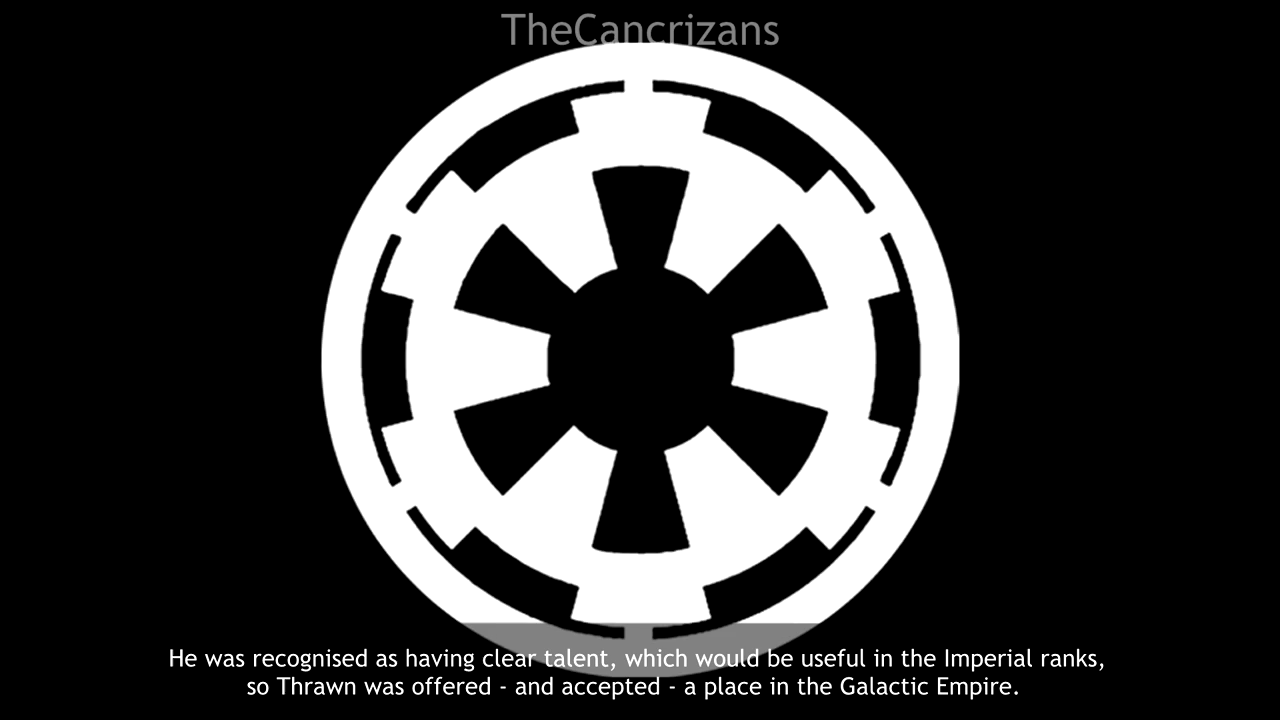 TheCancrizans
He was recognised as having clear talent, which would be useful in the Imperial ranks,
so Thrawn was offered - and accepted - a place in the Galactic Empire.